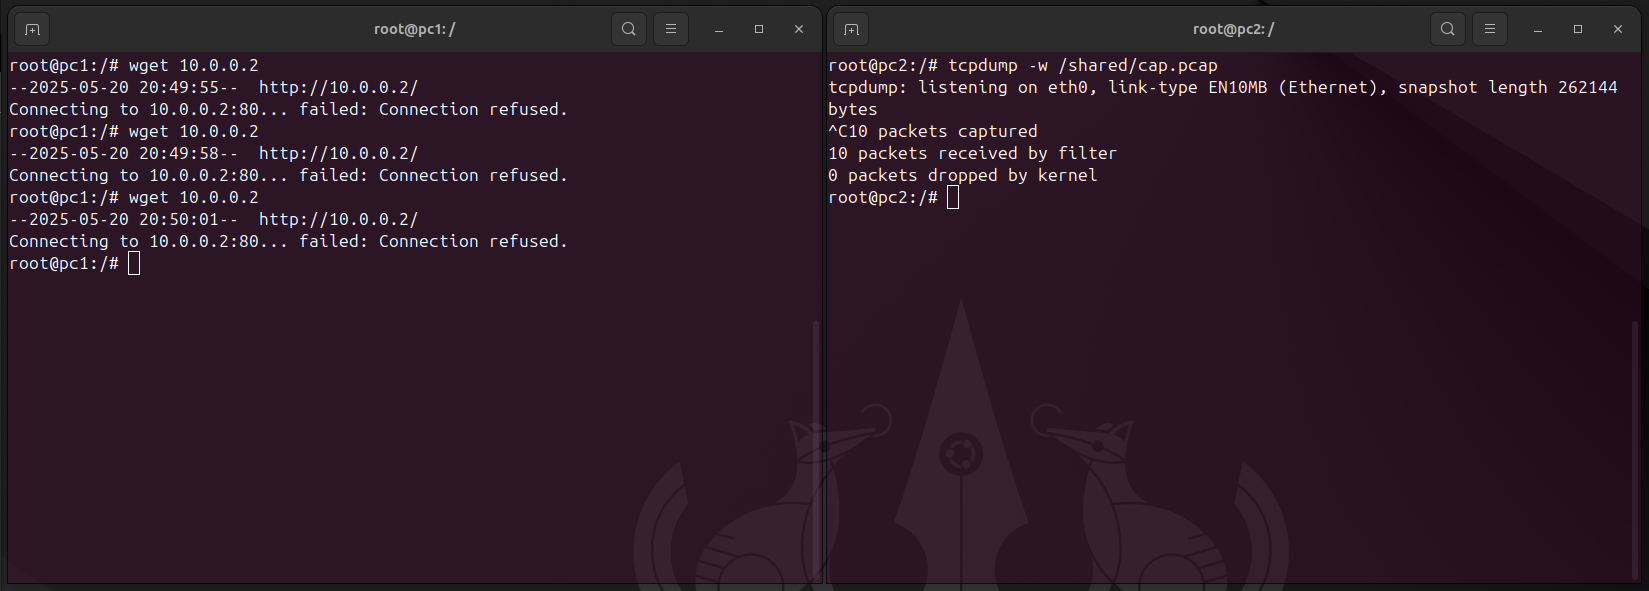 root@pc1: /
root@pc1:/# wget 10.0.0.2
--2025-05-20 20:49:55--  http://10.0.0.2/
Connecting to 10.0.0.2:80... failed: Connection refused.
root@pc1:/# wget 10.0.0.2
--2025-05-20 20:49:58--  http://10.0.0.2/
Connecting to 10.0.0.2:80... failed: Connection refused.
root@pc1:/# wget 10.0.0.2
--2025-05-20 20:50:01--  http://10.0.0.2/
Connecting to 10.0.0.2:80... failed: Connection refused.
root@pc1:/#
root@pc2: /
root@pc2:/# tcpdump -w /shared/cap.pcap
tcpdump: listening on eth0, link-type EN10MB (Ethernet), snapshot length 262144
bytes
^C10 packets captured
10 packets received by filter
0 packets dropped by kernel
root@pc2:/#